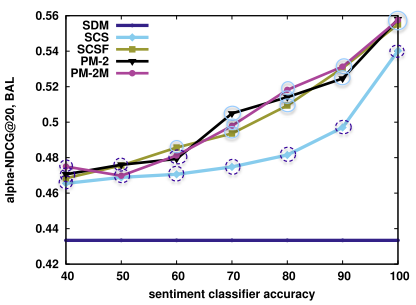 alpha-NDCG@20, BAL
0.56
0.54
0.52
0.5
0.48
0.46
0.44
0.42
SDM
SCS
SCSF
PM-2
PM-2M
40 50 60 70 80 90 100
sentiment classifier accuracy